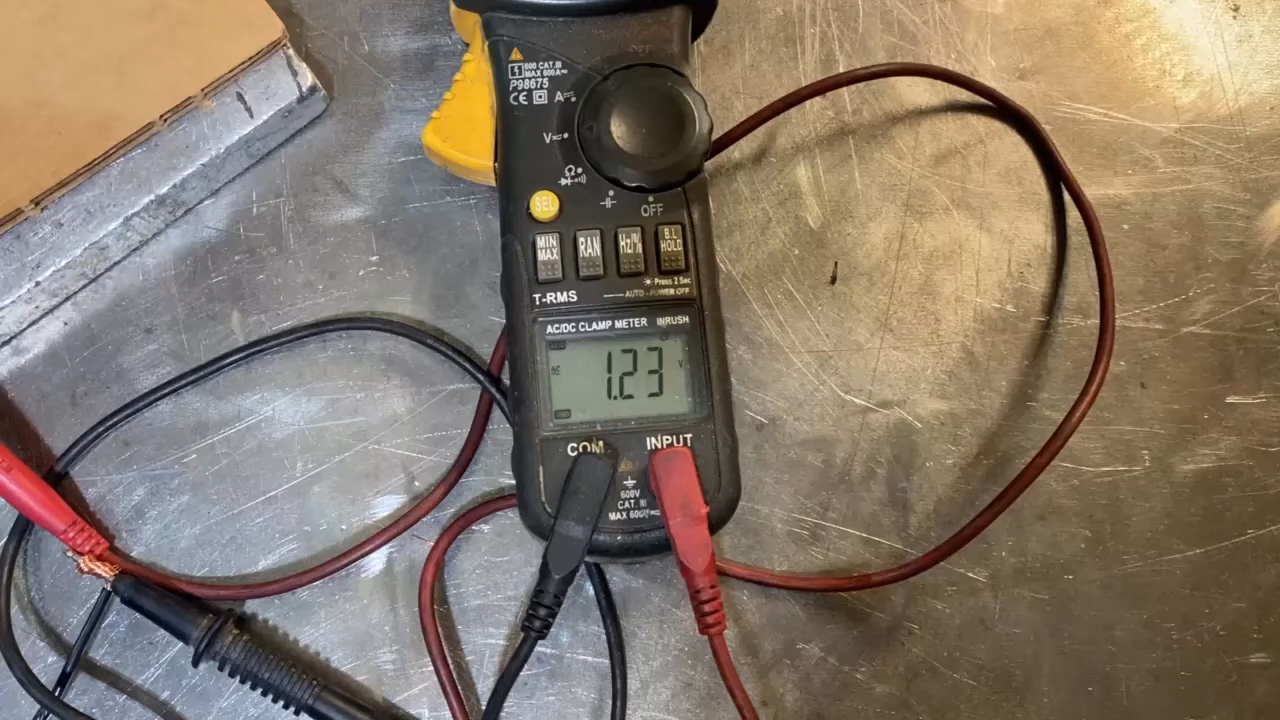 600 CAT.III
MAX 600A
P98675
CE
A
V
Ω
SEL
OFF
MIN
MAX
RAN
Hz/%
B.L
HOLD
Press 2 Sec
T-RMS
AUTO-POWER OFF
AC/DC CLAMP METER
INRUSH
1.23
V
COM
INPUT
600V
CAT. III